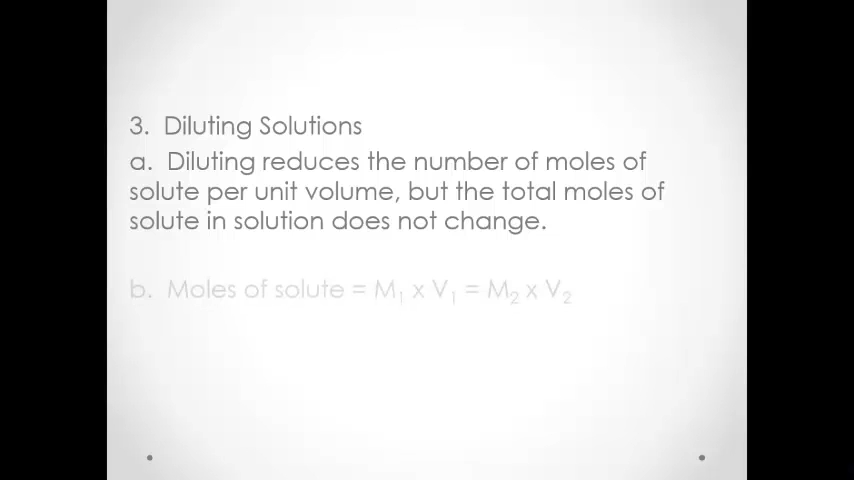 3. Diluting Solutions
a. Diluting reduces the number of moles of
solute per unit volume, but the total moles of
solute in solution does not change.
b. Moles of solute = M₁ x V₁ = M₂ x V₂